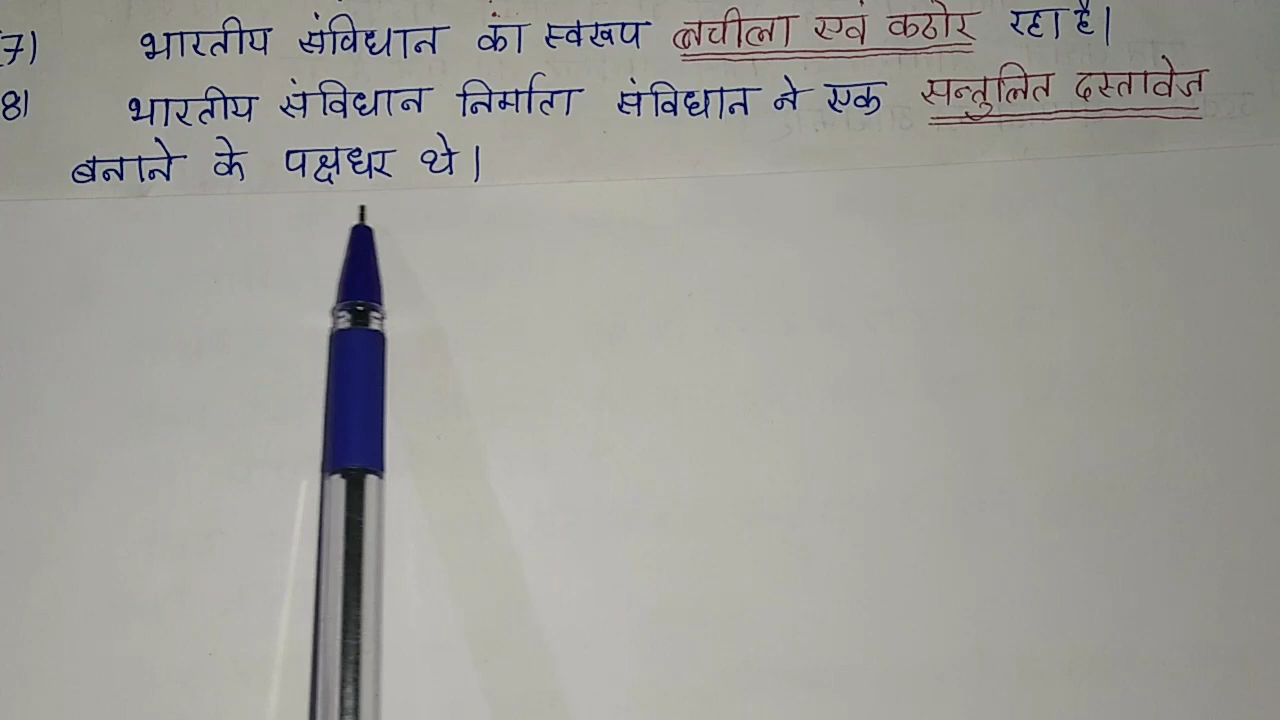 (7) भारतीय संविधान का स्वरूप लचीला एवं कठोर रहा है।
8) भारतीय संविधान निर्माता संविधान ने एक सन्तुलित दस्तावेज
बनाने के पक्षधर थे।